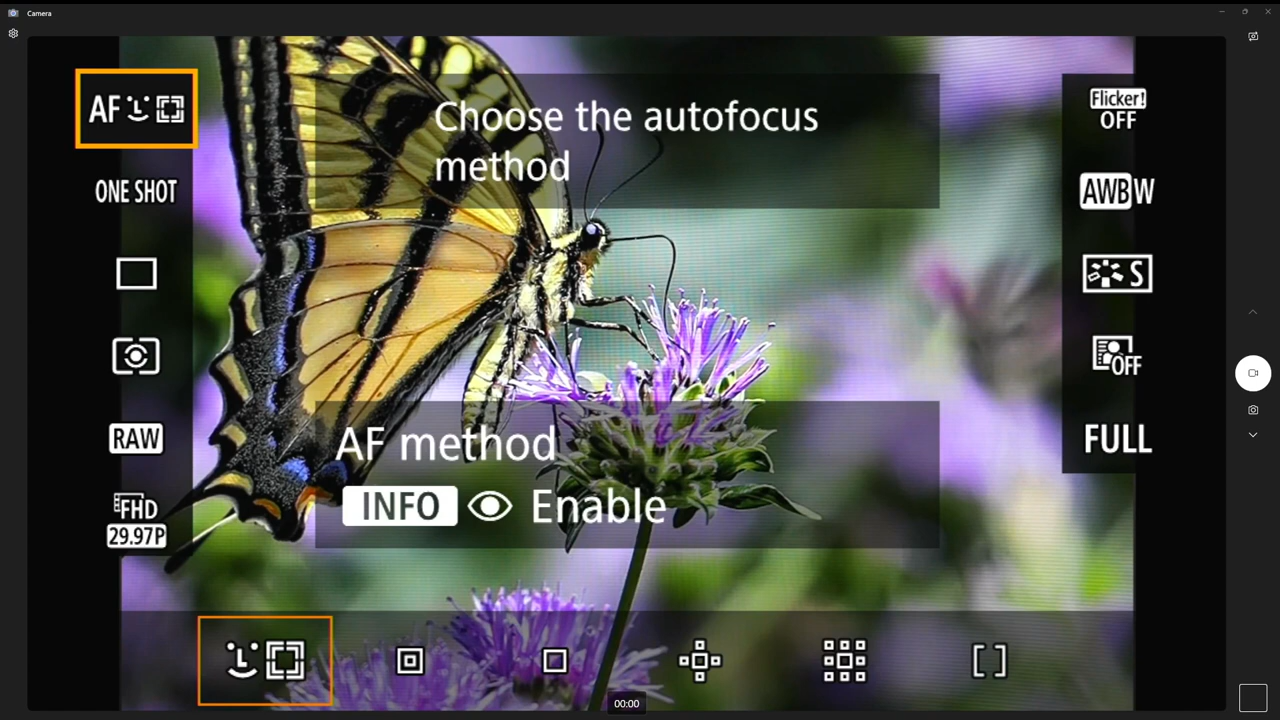 Camera
AF
Choose the autofocus
method
Flicker!
OFF
ONE SHOT
AWBW
S
OFF
RAW
AF method
FULL
FHD
29.97P
INFO Enable
00:00